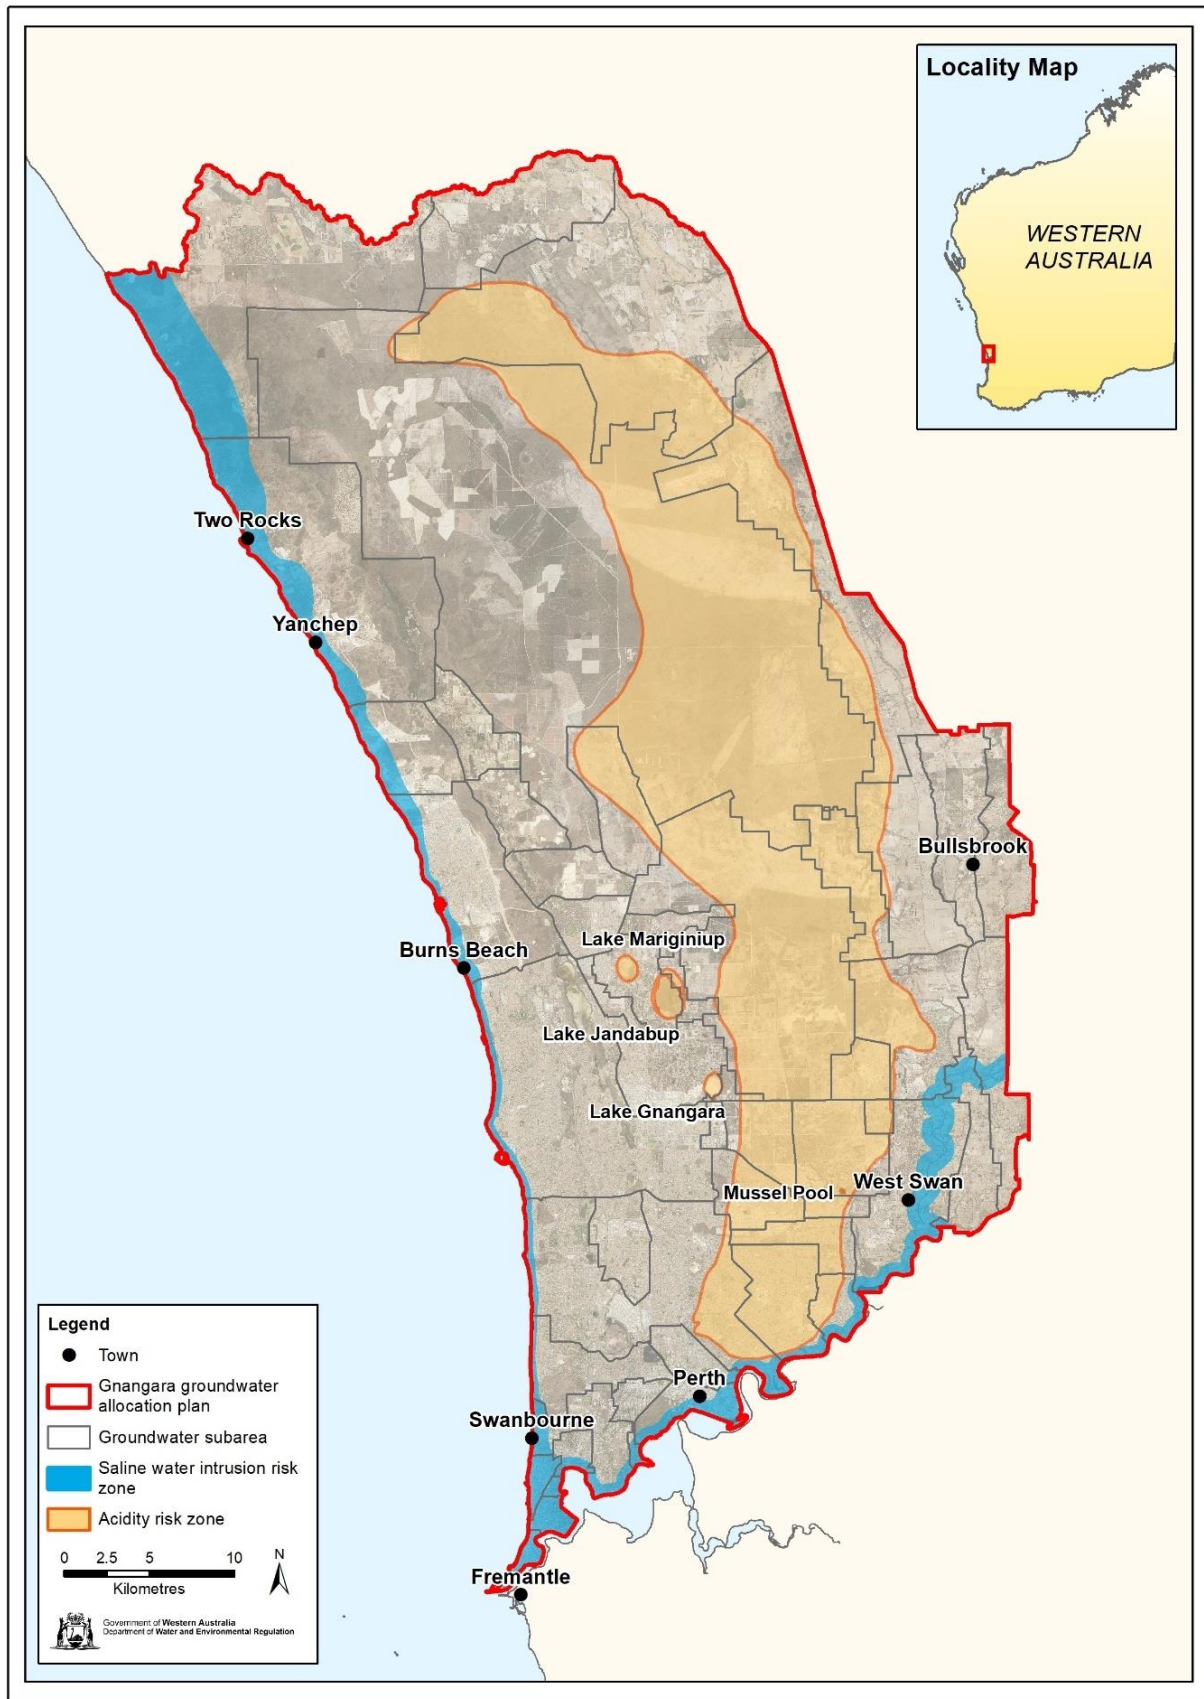 Locality Map
WESTERN
AUSTRALIA
Two Rocks
Yanchep
Bullsbrook
Lake Mariginiup
Burns Beach
Lake Jandabup
Lake Gnangara
West Swan
Mussel Pool
Perth
Swanbourne
Fremantle
Legend
Town
Gnangara groundwater
allocation plan
Groundwater subarea
Saline water intrusion risk
zone
Acidity risk zone
0 2.5 5 10
Kilometres
N
Government of Western Australia
Department of Water and Environmental Regulation